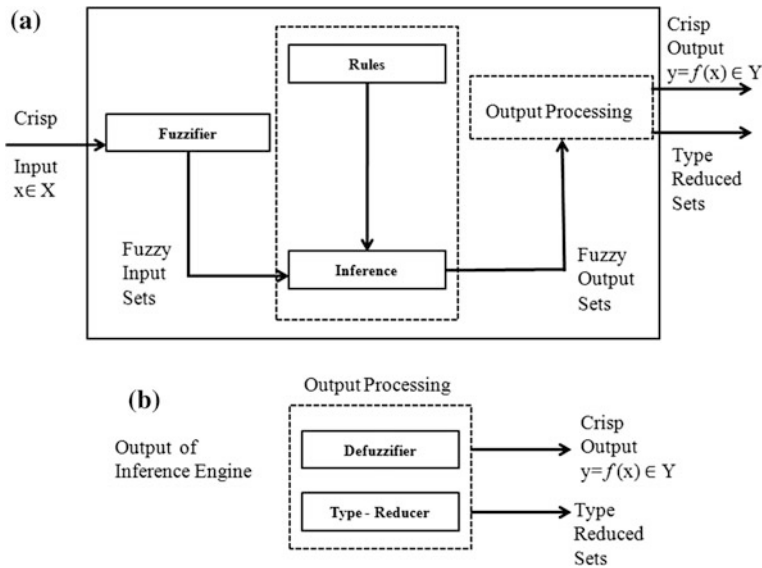 (a)
Crisp
Input
x∈ X
Fuzzifier
Fuzzy
Input
Sets
Rules
Inference
Output Processing
Fuzzy
Output
Sets
Crisp
Output
y=f(x) ∈ Y
Type
Reduced
Sets
(b)
Output Processing
Output of
Inference Engine
Defuzzifier
Type - Reducer
Crisp
Output
y=f(x) ∈ Y
Type
Reduced
Sets